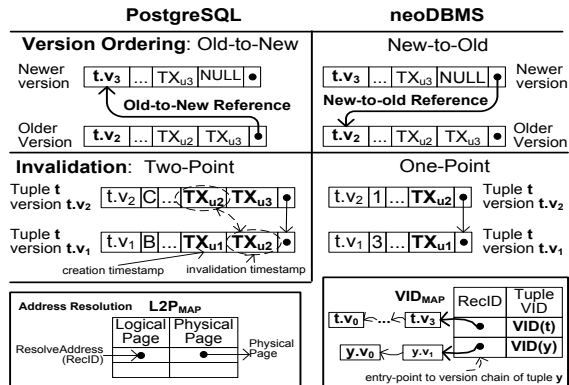 PostgreSQL neoDBMS
Version Ordering: Old-to-New New-to-Old
Newer version t.v3 ... TXu3 NULL
t.v3 ... TXu3 NULL Newer version
Old-to-New Reference New-to-old Reference
Older Version t.v2 ... TXu2 TXu3
t.v2 ... TXu2 TXu3 Older Version
Invalidation: Two-Point One-Point
Tuple t version t.v2 t.v2 C ... TXu2 TXu3
t.v2 1 ... TXu2 Tuple t version t.v2
Tuple t version t.v1 t.v1 B ... TXu1 TXu2
t.v1 3 ... TXu1 Tuple t version t.v1
creation timestamp invalidation timestamp
Address Resolution L2PMAP
Logical Page Physical Page
ResolveAddress (RecID) Physical Page
VIDMAP RecID Tuple VID
t.v0 ... t.v3 VID(t)
y.v0 y.v1 VID(y)
entry-point to version chain of tuple y